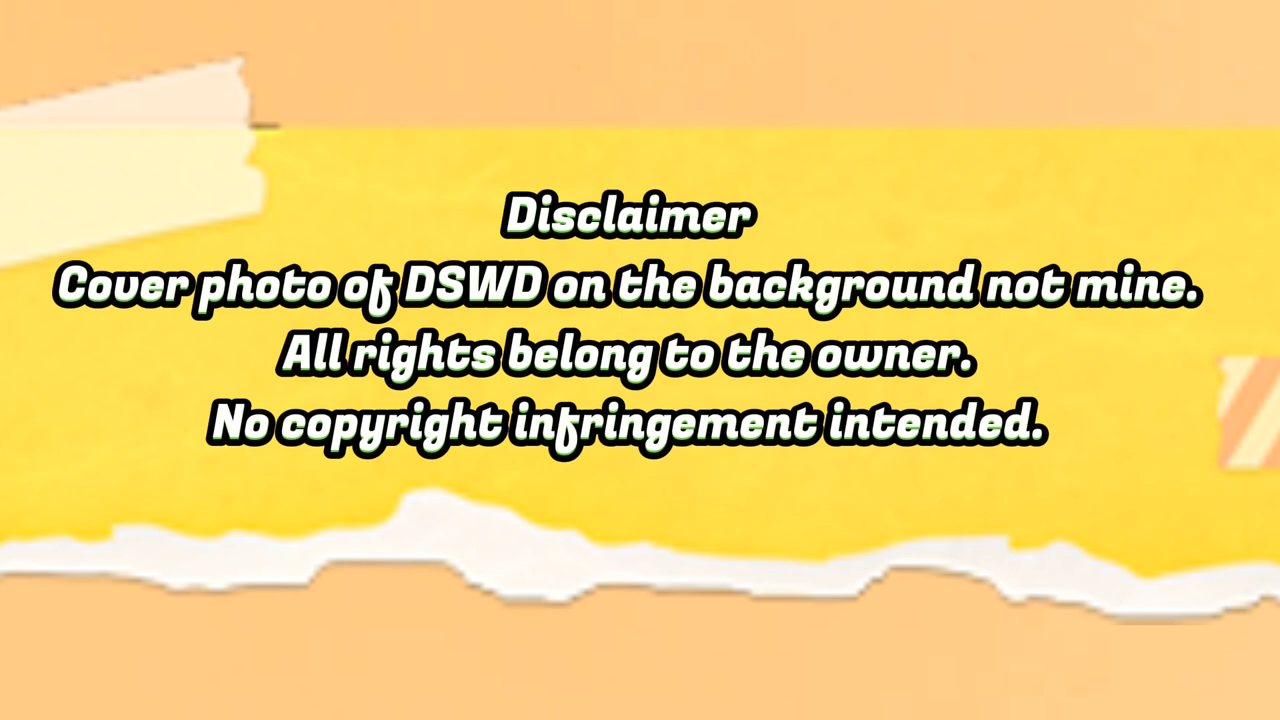 Disclaimer
Cover photo of DSWD on the background not mine.
All rights belong to the owner.
No copyright infringement intended.